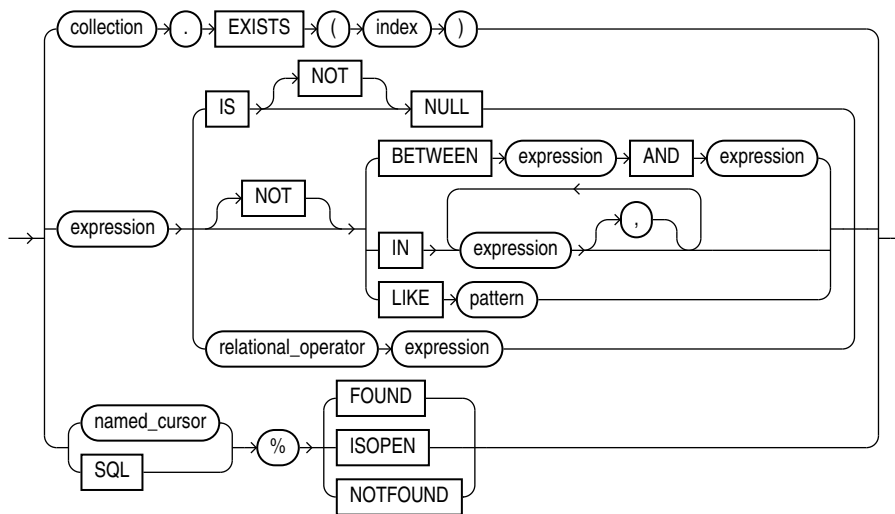 collection . EXISTS ( index )
NOT
IS NULL
BETWEEN expression AND expression
NOT
expression
,
IN expression
LIKE pattern
relational_operator expression
FOUND
named_cursor
% ISOPEN
SQL
NOTFOUND